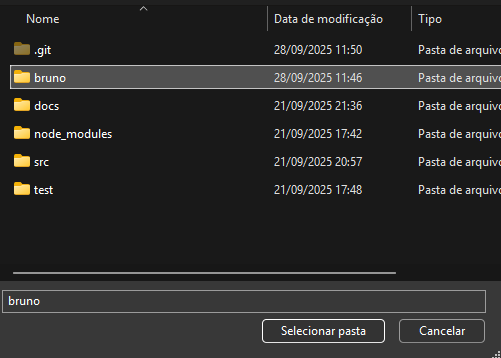 Nome Data de modificação Tipo
.git 28/09/2025 11:50 Pasta de arquivo
bruno 28/09/2025 11:46 Pasta de arquivo
docs 21/09/2025 21:36 Pasta de arquivo
node_modules 21/09/2025 17:42 Pasta de arquivo
src 21/09/2025 20:57 Pasta de arquivo
test 21/09/2025 17:48 Pasta de arquivo
bruno
Selecionar pasta Cancelar